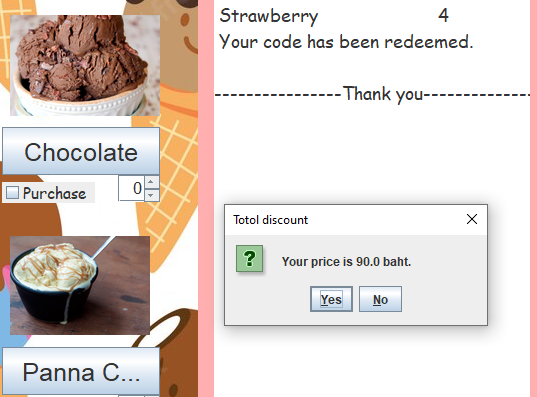 Strawberry 4
Your code has been redeemed.
-----------------Thank you--------------
Chocolate
Purchase 0
Totol discount
Your price is 90.0 baht.
Yes No
Panna C...